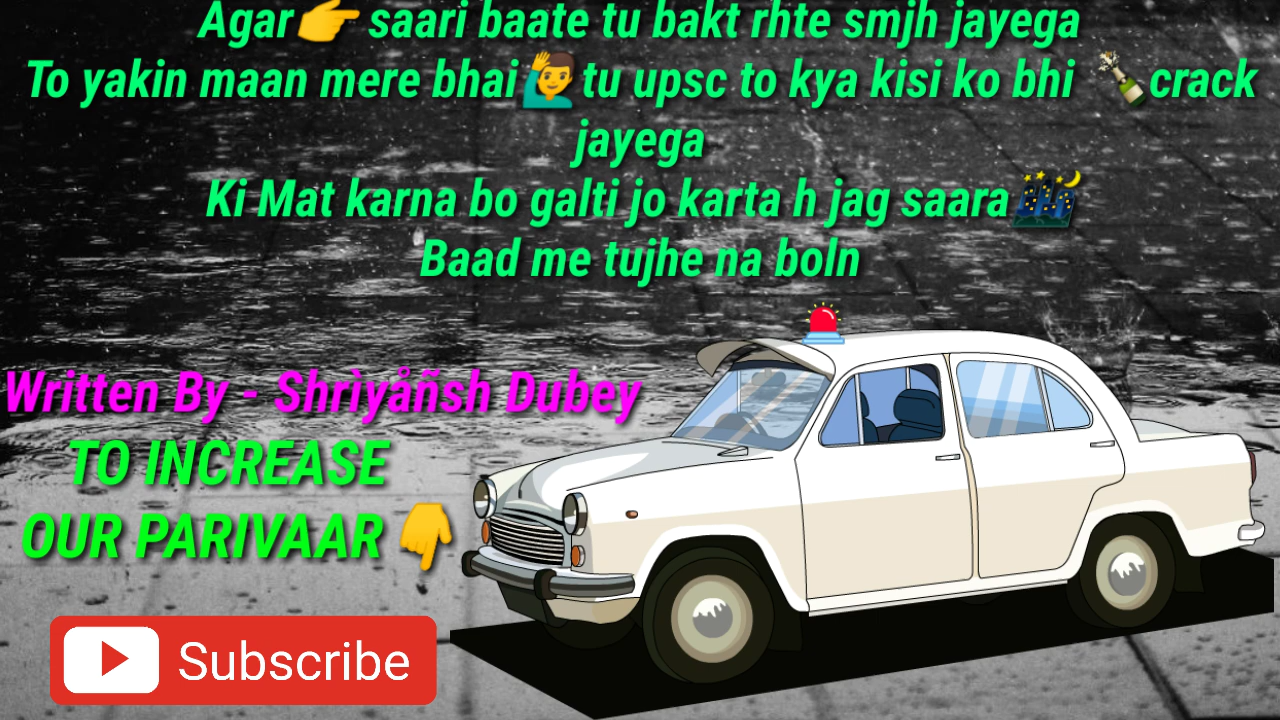 Agar👉 saari baate tu bakt rhte smjh jayega
To yakin maan mere bhai🙋‍♂️tu upsc to kya kisi ko bhi 🍾crack
jayega
Ki Mat karna bo galti jo karta h jag saara🌃
Baad me tujhe na boln
Written By - Shrìyåñsh Dubey
TO INCREASE
OUR PARIVAAR👇
Subscribe